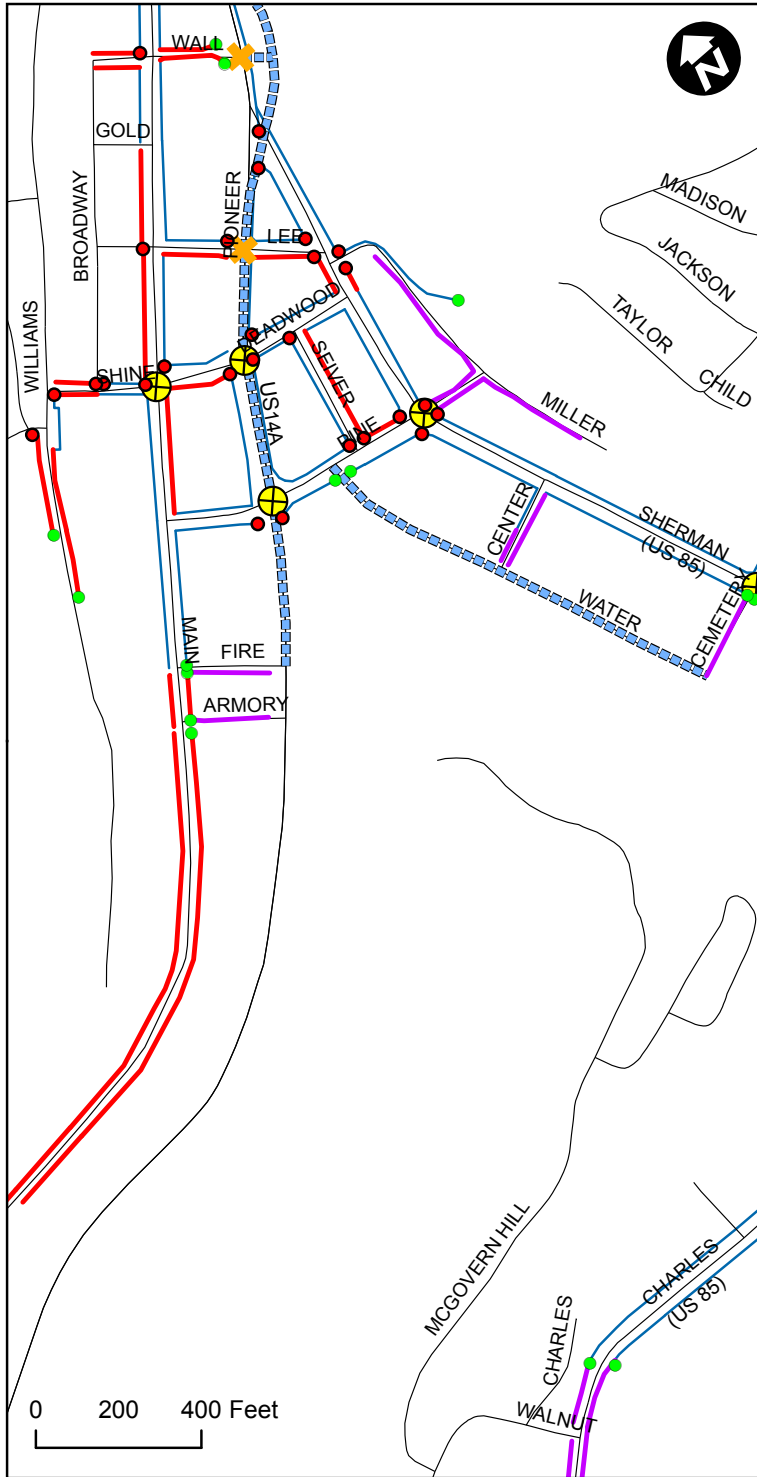 WALL
N
GOLD
MADISON
BROADWAY
PIONEER
LEE
JACKSON
WILLIAMS
DEADWOOD
TAYLOR
SHINE
SEIVER
CHILD
US14A
PINE
MILLER
CENTER
SHERMAN
(US 85)
WATER
CEMETERY
MAIN
FIRE
ARMORY
MCGOVERN HILL
CHARLES
CHARLES
(US 85)
WALNUT
0 200 400 Feet